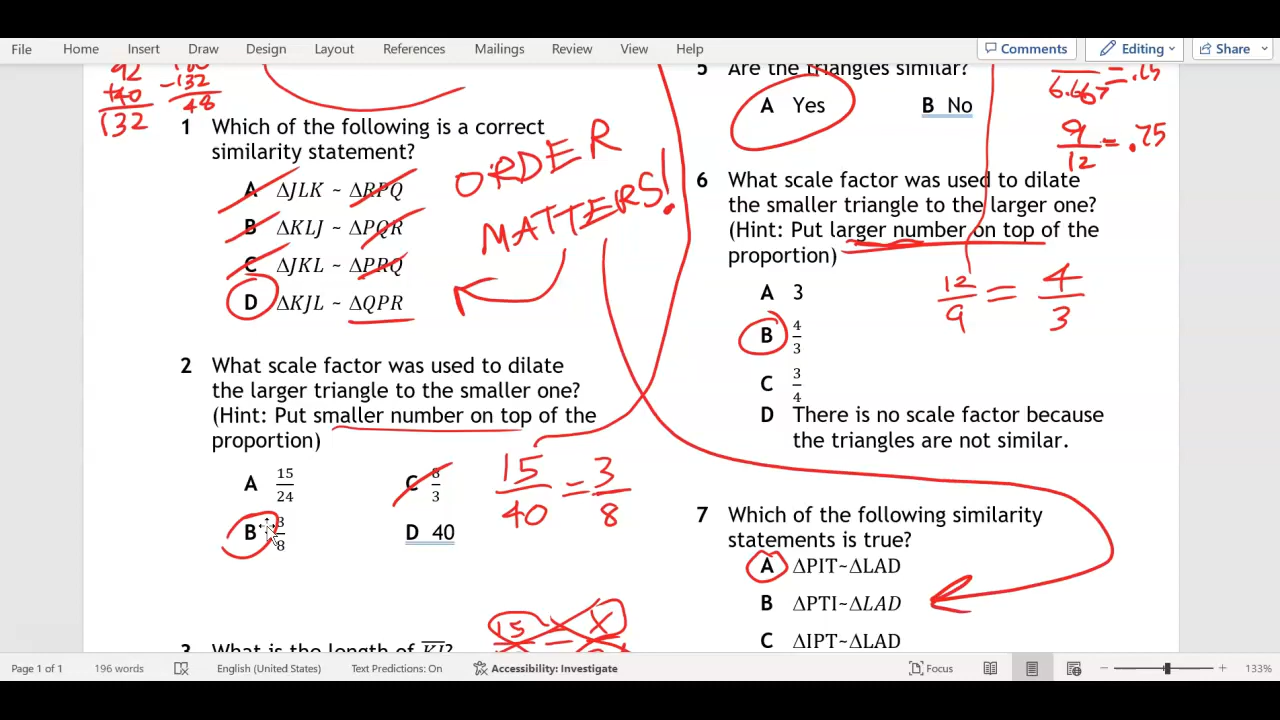 File Home Insert Draw Design Layout References Mailings Review View Help Comments Editing Share
92
140
132
-132
48
1 Which of the following is a correct
similarity statement?
A ΔJLK ~ ΔRPQ
B ΔKLJ ~ ΔPQR
C ΔJKL ~ ΔPRQ
D ΔKJL ~ ΔQPR
ORDER
MATTERS!
2 What scale factor was used to dilate
the larger triangle to the smaller one?
(Hint: Put smaller number on top of the
proportion)
A 15/24
C 8/3
B 3/8
D 40
15/40 = 3/8
3 What is the length of KJ?
15 = x
5 Are the triangles similar?
A Yes B No
6.667 = .75
9/12 = .75
6 What scale factor was used to dilate
the smaller triangle to the larger one?
(Hint: Put larger number on top of the
proportion)
A 3
B 4/3
C 3/4
D There is no scale factor because
the triangles are not similar.
12/9 = 4/3
7 Which of the following similarity
statements is true?
A ΔPIT~ΔLAD
B ΔPTI~ΔLAD
C ΔIPT~ΔLAD
Page 1 of 1 196 words English (United States) Text Predictions: On Accessibility: Investigate Focus 133%